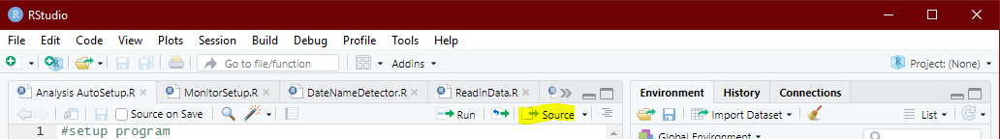 RStudio
File Edit Code View Plots Session Build Debug Profile Tools Help
Go to file/function Addins Project: (None)
Analysis AutoSetup.R MonitorSetup.R DateNameDetector.R ReadinData.R Environment History Connections
Source on Save Run Source Import Dataset List
1 #setup program Global Environment